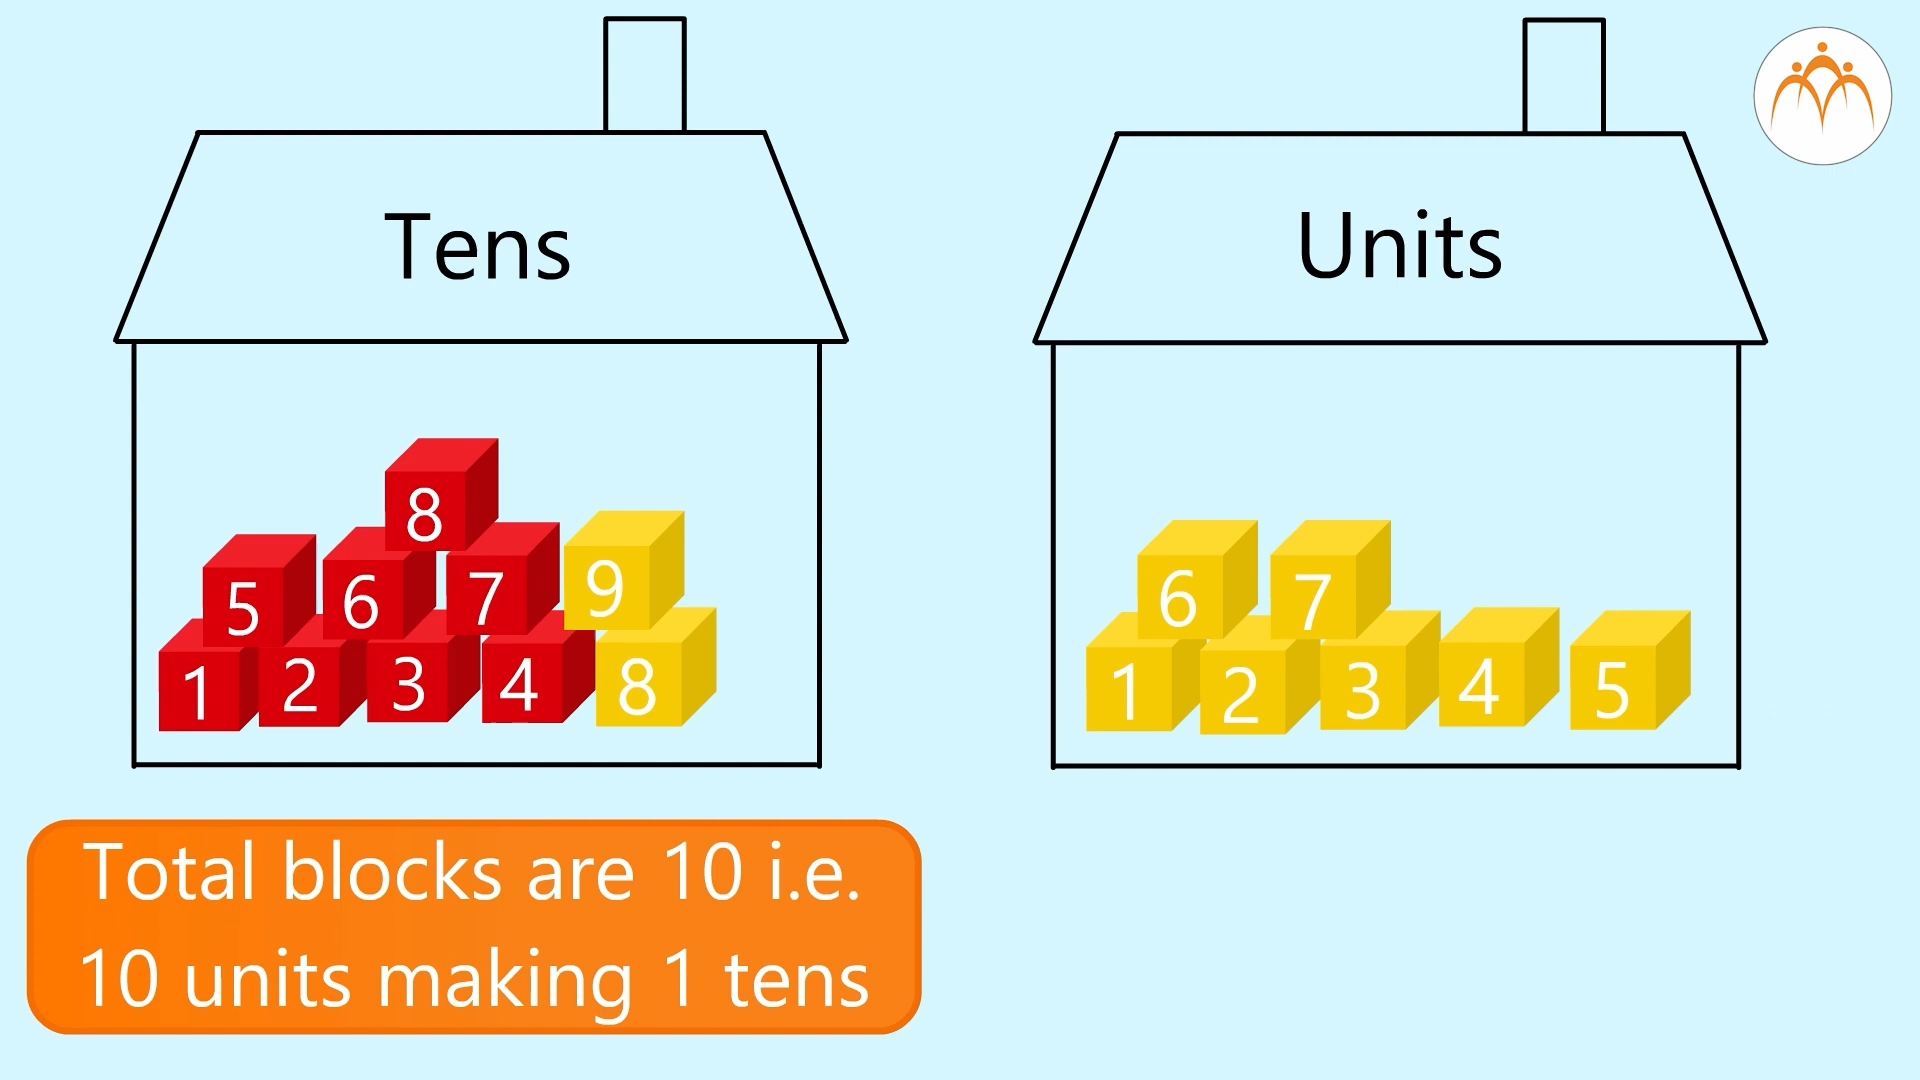 Tens
Units
8
5 6 7 9
1 2 3 4 8
6 7
1 2 3 4 5
Total blocks are 10 i.e.
10 units making 1 tens